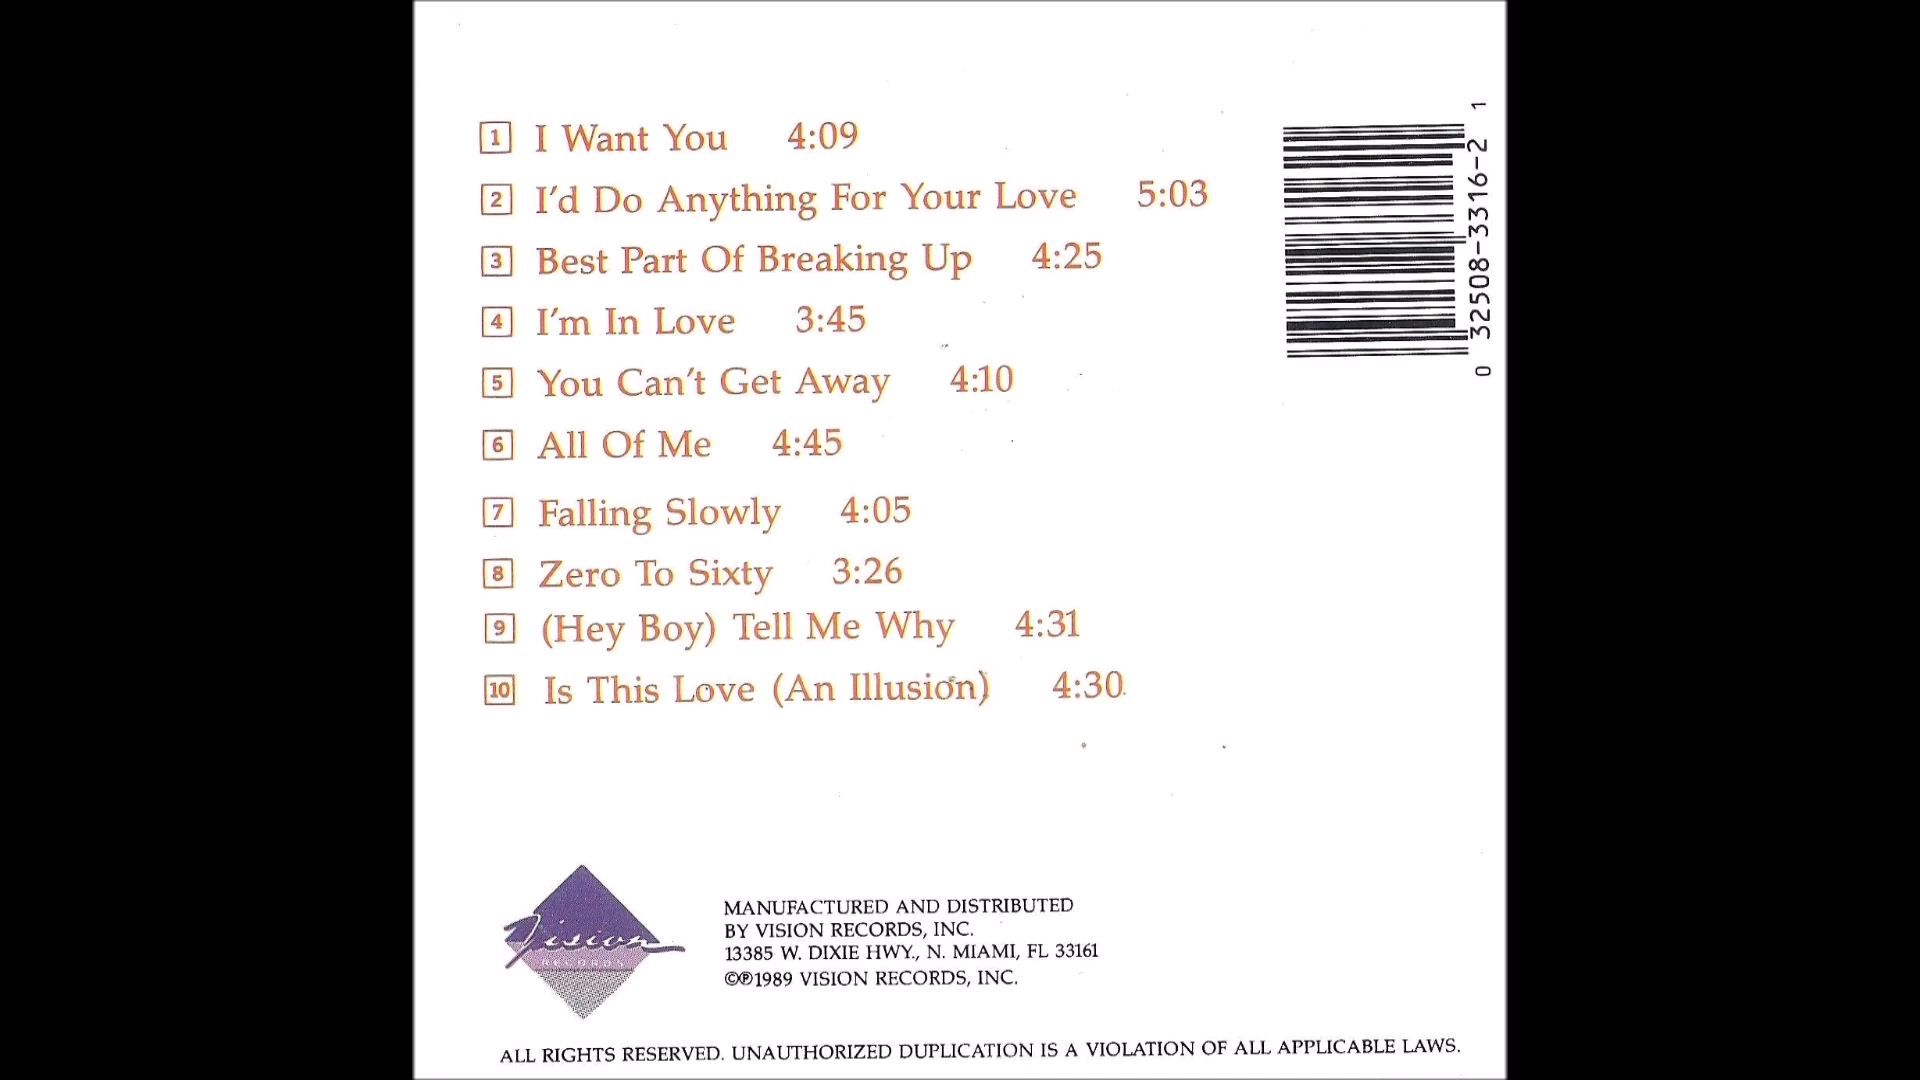 1 I Want You 4:09
2 I'd Do Anything For Your Love 5:03
3 Best Part Of Breaking Up 4:25
4 I'm In Love 3:45
5 You Can't Get Away 4:10
6 All Of Me 4:45
7 Falling Slowly 4:05
8 Zero To Sixty 3:26
9 (Hey Boy) Tell Me Why 4:31
10 Is This Love (An Illusion) 4:30
0 32508-3316-2 1
Vision
RECORDS
MANUFACTURED AND DISTRIBUTED
BY VISION RECORDS, INC.
13385 W. DIXIE HWY., N. MIAMI, FL 33161
©℗1989 VISION RECORDS, INC.
ALL RIGHTS RESERVED. UNAUTHORIZED DUPLICATION IS A VIOLATION OF ALL APPLICABLE LAWS.